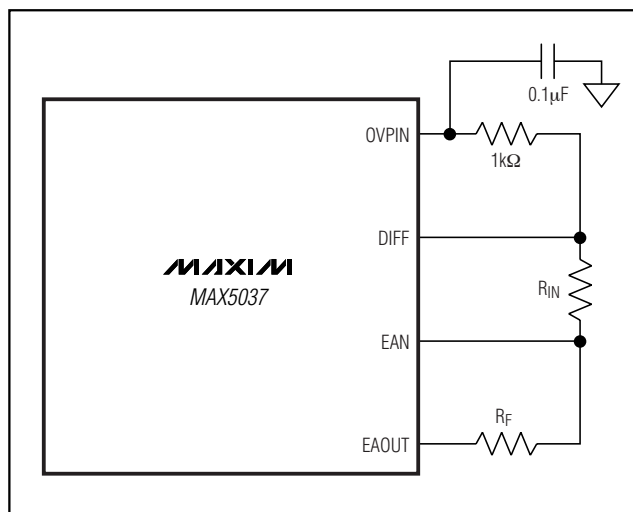 0.1μF
OVPIN
1kΩ
DIFF
MAXIM
MAX5037
RIN
EAN
RF
EAOUT